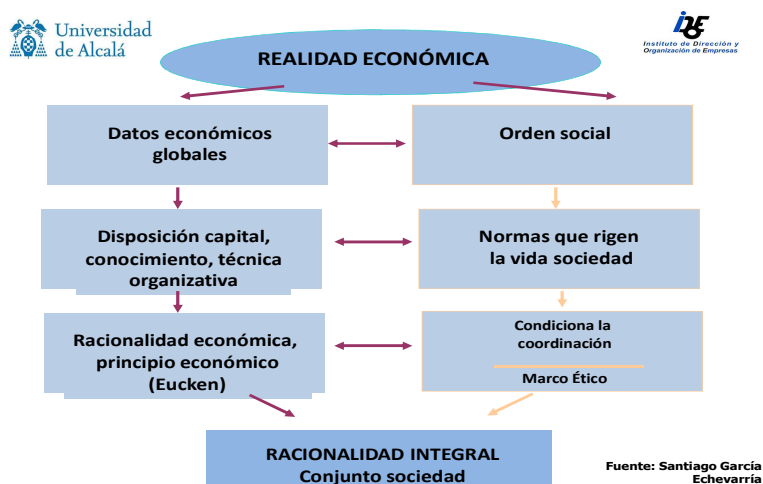 Universidad
de Alcalá
REALIDAD ECONÓMICA
Instituto de Dirección y
Organización de Empresas
Datos económicos
globales
Orden social
Disposición capital,
conocimiento, técnica
organizativa
Normas que rigen
la vida sociedad
Racionalidad económica,
principio económico
(Eucken)
Condiciona la
coordinación
Marco Ético
RACIONALIDAD INTEGRAL
Conjunto sociedad
Fuente: Santiago García
Echevarría